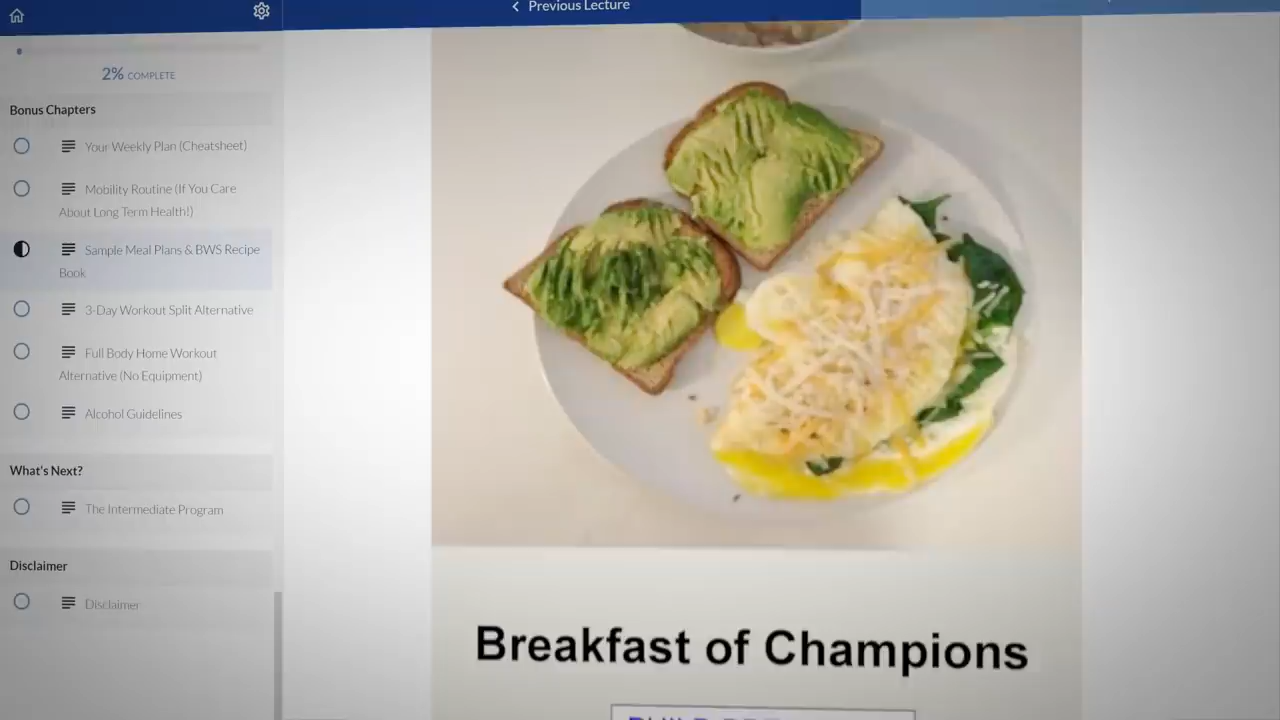 Previous Lecture
2% COMPLETE
Bonus Chapters
Your Weekly Plan (Cheatsheet)
Mobility Routine (If You Care
About Long Term Health!)
Sample Meal Plans & BWS Recipe
Book
3-Day Workout Split Alternative
Full Body Home Workout
Alternative (No Equipment)
Alcohol Guidelines
What's Next?
The Intermediate Program
Disclaimer
Disclaimer
Breakfast of Champions